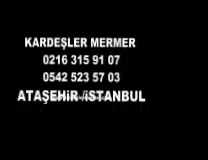 KARDEŞLER MERMER
0216 315 91 07
0542 523 57 03
ATAŞEHİR İSTANBUL